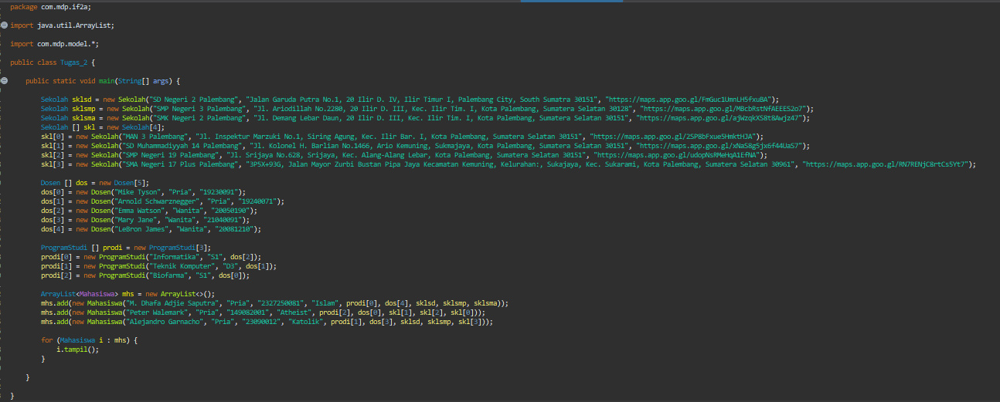 package com.mdp.if2a;
import java.util.ArrayList;
import com.mdp.model.*;
public class Tugas_2 {
public static void main(String[] args) {
Sekolah sklsd = new Sekolah("SD Negeri 2 Palembang", "Jalan Garuda Putra No.1, 20 Ilir D. IV, Ilir Timur I, Palembang City, South Sumatra 30151", "https://maps.app.goo.gl/FmGuc1UmnLH5fxuBA");
Sekolah sklsmp = new Sekolah("SMP Negeri 3 Palembang", "Jl. Ariodillah No.2280, 20 Ilir D. III, Kec. Ilir Tim. I, Kota Palembang, Sumatera Selatan 30128", "https://maps.app.goo.gl/MBcbRstNfAEEES2o7");
Sekolah sklsma = new Sekolah("SMK Negeri 2 Palembang", "Jl. Demang Lebar Daun, 20 Ilir D. III, Kec. Ilir Tim. I, Kota Palembang, Sumatera Selatan 30151", "https://maps.app.goo.gl/ajWzqkXS8t8Awjz47");
Sekolah [] skl = new Sekolah[4];
skl[0] = new Sekolah("MAN 3 Palembang", "Jl. Inspektur Marzuki No.1, Siring Agung, Kec. Ilir Bar. I, Kota Palembang, Sumatera Selatan 30151", "https://maps.app.goo.gl/2SP8bFxue5HmktHJA");
skl[1] = new Sekolah("SD Muhammadiyyah 14 Palembang", "Jl. Kolonel H. Barlian No.1466, Ario Kemuning, Sukmajaya, Kota Palembang, Sumatera Selatan 30151", "https://maps.app.goo.gl/xNaS8g5jx6f44UaS7");
skl[2] = new Sekolah("SMP Negeri 19 Palembang", "Jl. Srijaya No.628, Srijaya, Kec. Alang-Alang Lebar, Kota Palembang, Sumatera Selatan 30151", "https://maps.app.goo.gl/udopNsRMeHqA1EfNA");
skl[3] = new Sekolah("SMA Negeri 17 Plus Palembang", "3P5X+93G, Jalan Mayor Zurbi Bustan Pipa Jaya Kecamatan Kemuning, Kelurahan:, Sukajaya, Kec. Sukarami, Kota Palembang, Sumatera Selatan 30961", "https://maps.app.goo.gl/RN7RENjC8rtCs5Yt7");
Dosen [] dos = new Dosen[5];
dos[0] = new Dosen("Mike Tyson", "Pria", "19230091");
dos[1] = new Dosen("Arnold Schwarznegger", "Pria", "19240071");
dos[2] = new Dosen("Emma Watson", "Wanita", "20050190");
dos[3] = new Dosen("Mary Jane", "Wanita", "21040091");
dos[4] = new Dosen("LeBron James", "Wanita", "20081210");
ProgramStudi [] prodi = new ProgramStudi[3];
prodi[0] = new ProgramStudi("Informatika", "S1", dos[2]);
prodi[1] = new ProgramStudi("Teknik Komputer", "D3", dos[1]);
prodi[2] = new ProgramStudi("Biofarma", "S1", dos[0]);
ArrayList<Mahasiswa> mhs = new ArrayList<>();
mhs.add(new Mahasiswa("M. Dhafa Adjie Saputra", "Pria", "2327250081", "Islam", prodi[0], dos[4], sklsd, sklsmp, sklsma));
mhs.add(new Mahasiswa("Peter Walemark", "Pria", "149082001", "Atheist", prodi[2], dos[0], skl[1], skl[2], skl[0]));
mhs.add(new Mahasiswa("Alejandro Garnacho", "Pria", "23090012", "Katolik", prodi[1], dos[3], sklsd, sklsmp, skl[3]));
for (Mahasiswa i : mhs) {
i.tampil();
}
}
}